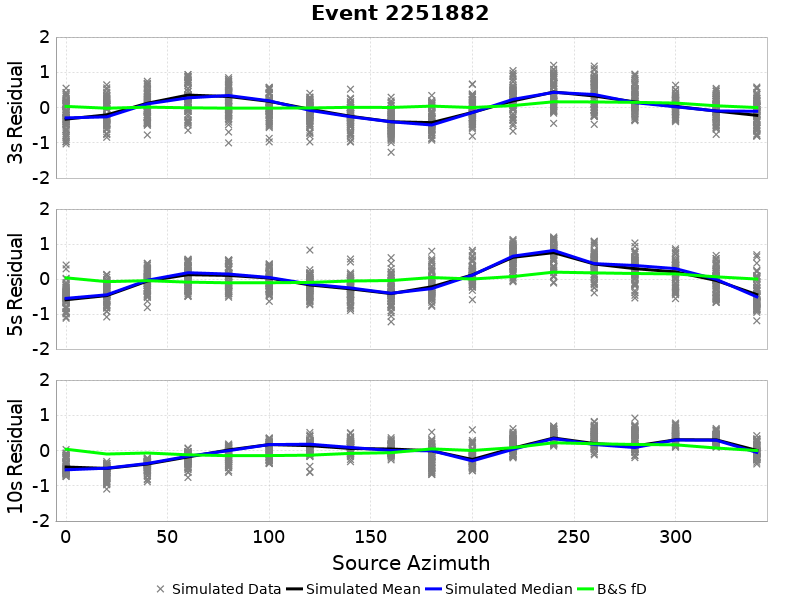 Event 2251882
3s Residual
2
1
0
-1
-2
5s Residual
2
1
0
-1
-2
10s Residual
2
1
0
-1
-2
0 50 100 150 200 250 300
Source Azimuth
Simulated Data Simulated Mean Simulated Median B&S fD